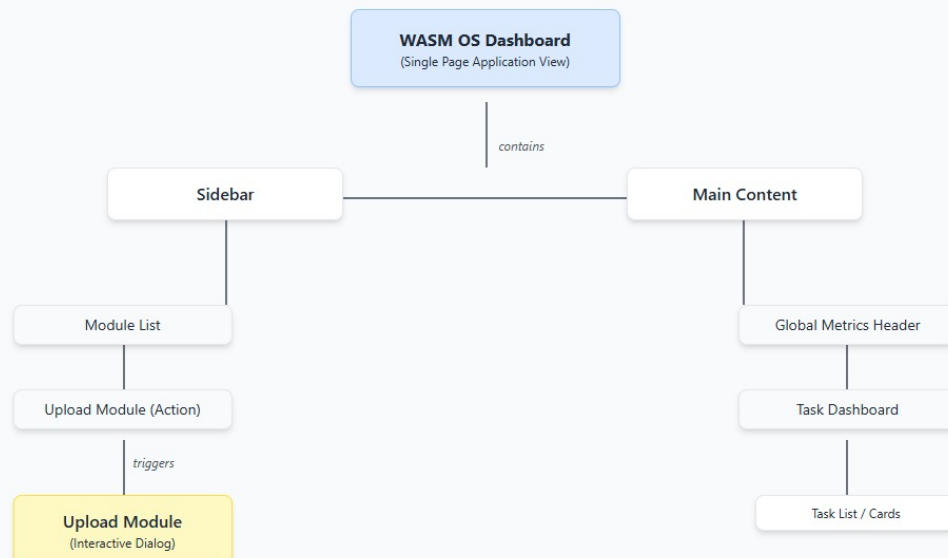 WASM OS Dashboard
(Single Page Application View)
contains
Sidebar
Main Content
Module List
Global Metrics Header
Upload Module (Action)
Task Dashboard
triggers
Upload Module
(Interactive Dialog)
Task List / Cards